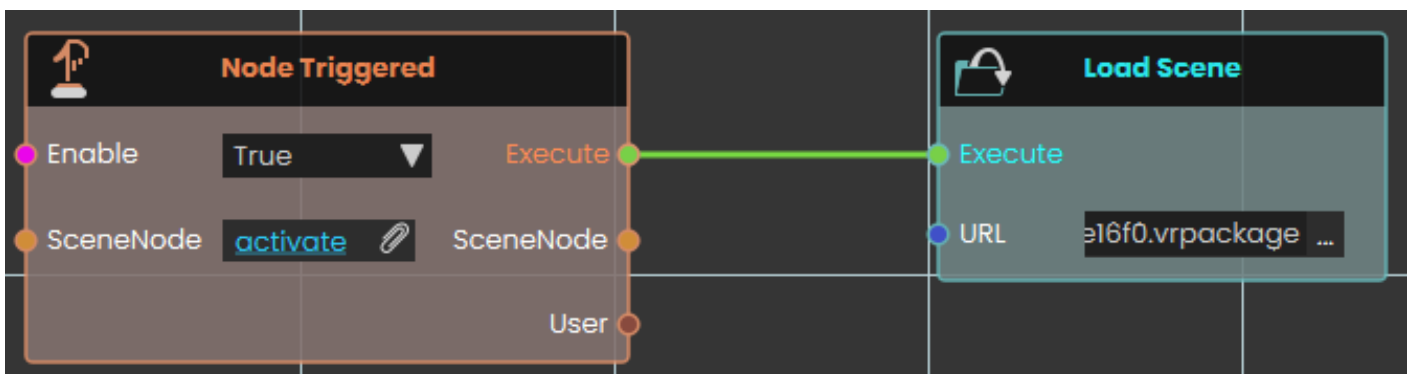 Node Triggered
Enable
True
Execute
SceneNode
activate
SceneNode
User
Load Scene
Execute
URL
e16f0.vrpackage ...